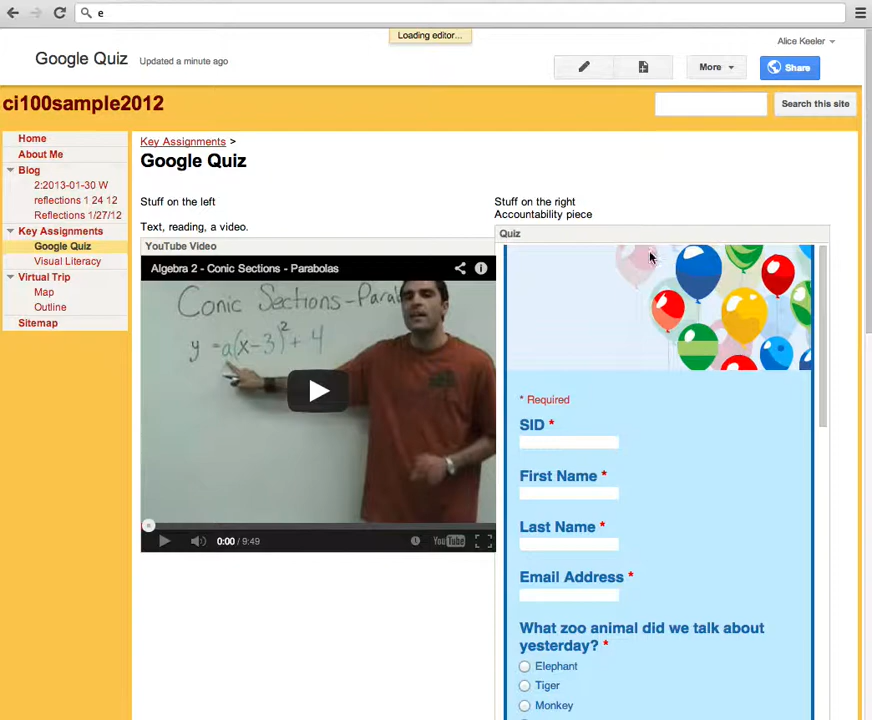 e
Loading editor...
Alice Keeler
Google Quiz Updated a minute ago
More
Share
ci100sample2012
Search this site
Home
About Me
Blog
2:2013-01-30 W
reflections 1 24 12
Reflections 1/27/12
Key Assignments
Google Quiz
Visual Literacy
Virtual Trip
Map
Outline
Sitemap
Key Assignments >
Google Quiz
Stuff on the left
Text, reading, a video.
YouTube Video
Algebra 2 - Conic Sections - Parabolas
Conic Sections - Para
y = a(x-3)² + 4
0:00 / 9:49
YouTube
Stuff on the right
Accountability piece
Quiz
* Required
SID *
First Name *
Last Name *
Email Address *
What zoo animal did we talk about
yesterday? *
Elephant
Tiger
Monkey